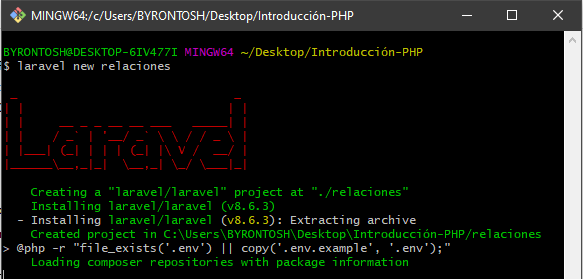 MINGW64:/c/Users/BYRONTOSH/Desktop/Introducción-PHP
BYRONTOSH@DESKTOP-6IV477I MINGW64 ~/Desktop/Introducción-PHP
$ laravel new relaciones
Laravel
Creating a "laravel/laravel" project at "./relaciones"
Installing laravel/laravel (v8.6.3)
- Installing laravel/laravel (v8.6.3): Extracting archive
Created project in C:\Users\BYRONTOSH\Desktop\Introducción-PHP/relaciones
> @php -r "file_exists('.env') || copy('.env.example', '.env');"
Loading composer repositories with package information